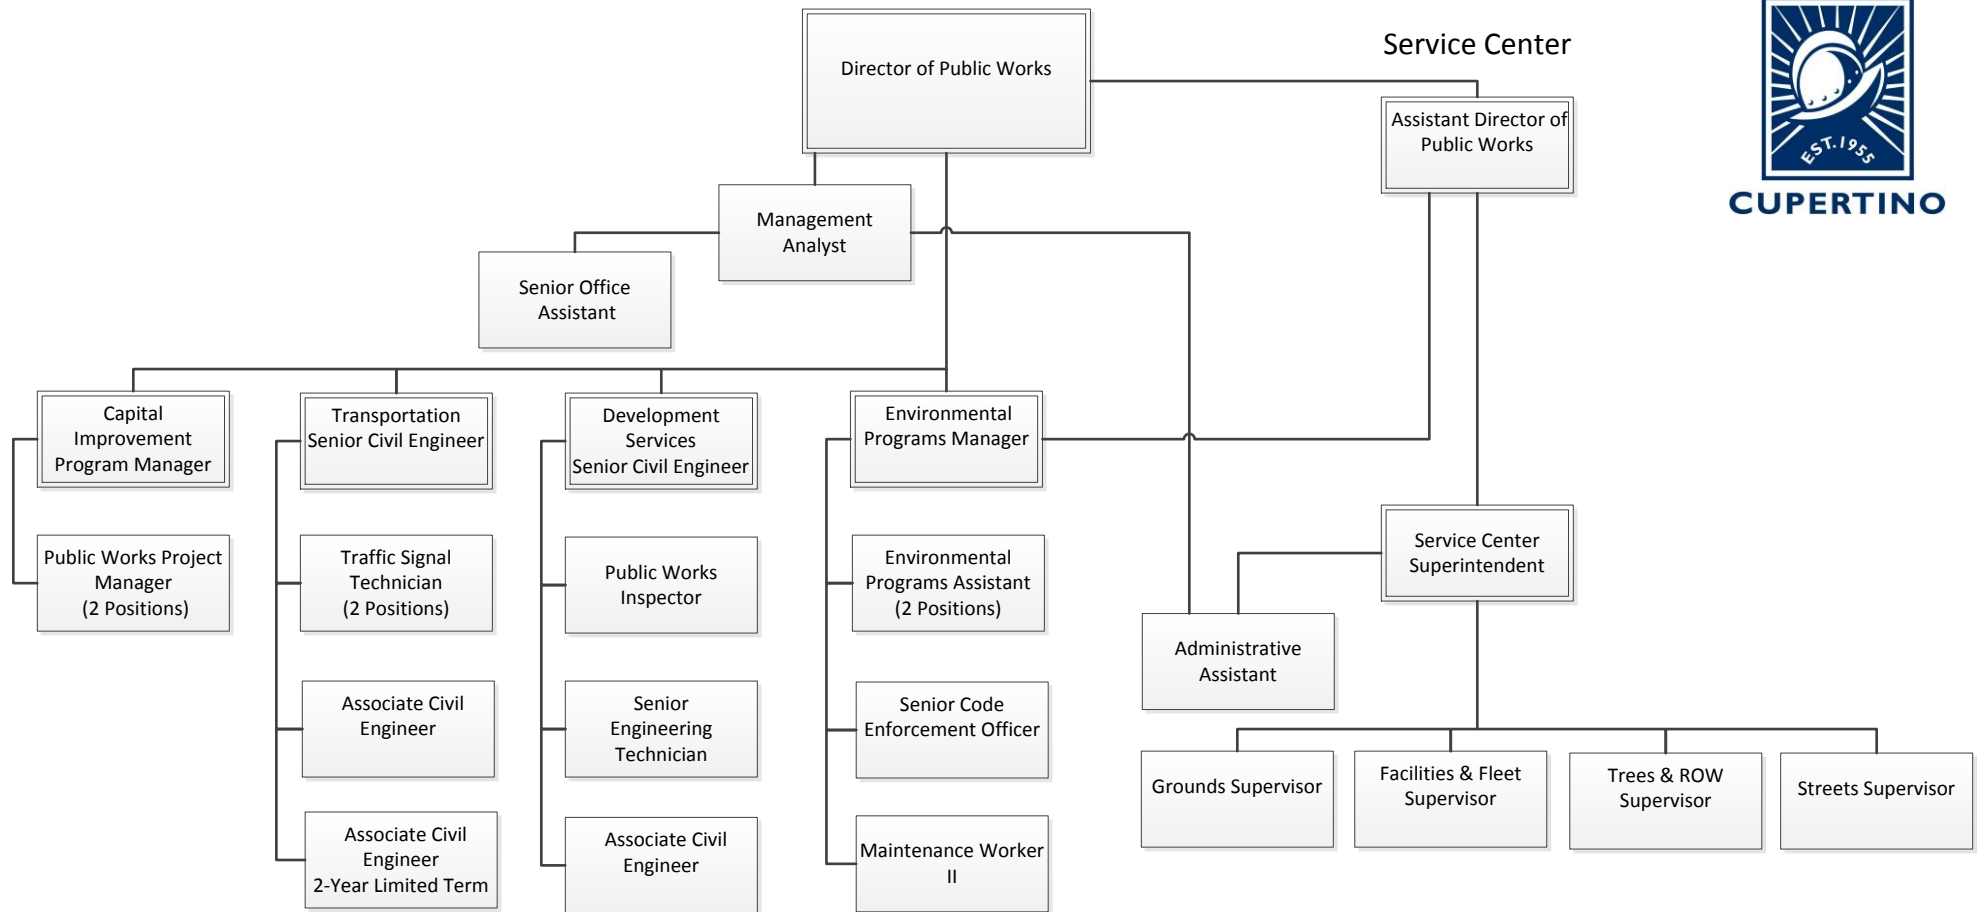 Service Center
Director of Public Works
Assistant Director of
Public Works
EST. 1955
CUPERTINO
Management
Analyst
Senior Office
Assistant
Capital
Improvement
Program Manager
Transportation
Senior Civil Engineer
Development
Services
Senior Civil Engineer
Environmental
Programs Manager
Service Center
Superintendent
Public Works Project
Manager
(2 Positions)
Traffic Signal
Technician
(2 Positions)
Public Works
Inspector
Environmental
Programs Assistant
(2 Positions)
Administrative
Assistant
Associate Civil
Engineer
Senior
Engineering
Technician
Senior Code
Enforcement Officer
Grounds Supervisor
Facilities & Fleet
Supervisor
Trees & ROW
Supervisor
Streets Supervisor
Associate Civil
Engineer
2-Year Limited Term
Associate Civil
Engineer
Maintenance Worker
II